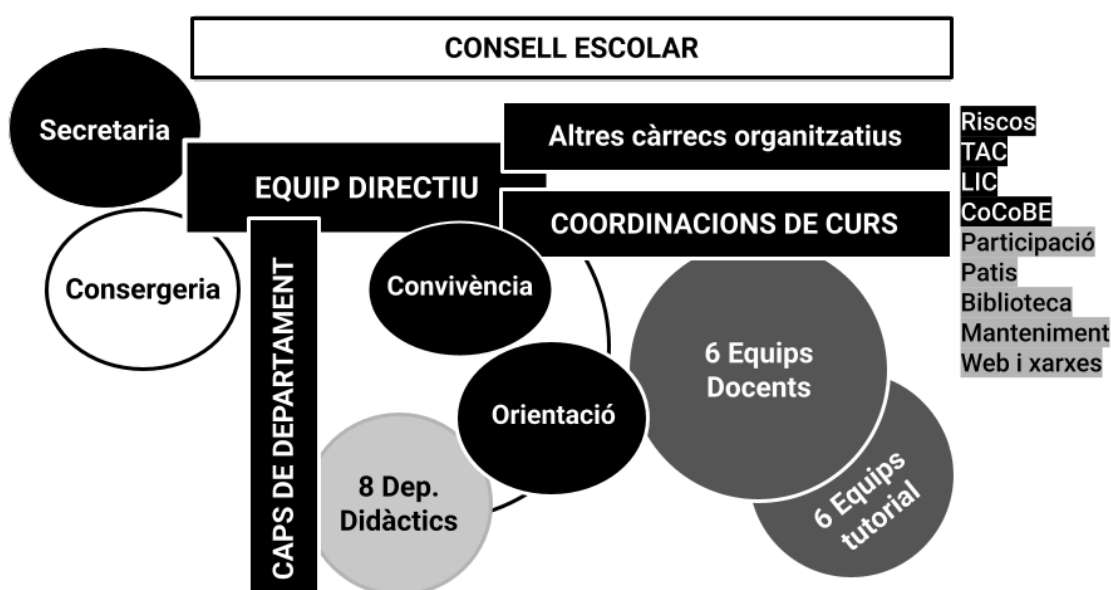 CONSELL ESCOLAR
Secretaria
Altres càrrecs organitzatius
EQUIP DIRECTIU
COORDINACIONS DE CURS
Riscos
TAC
LIC
CoCoBE
Participació
Patis
Biblioteca
Manteniment
Web i xarxes
Consergeria
CAPS DE DEPARTAMENT
Convivència
6 Equips
Docents
Orientació
8 Dep.
Didàctics
6 Equips
tutorial